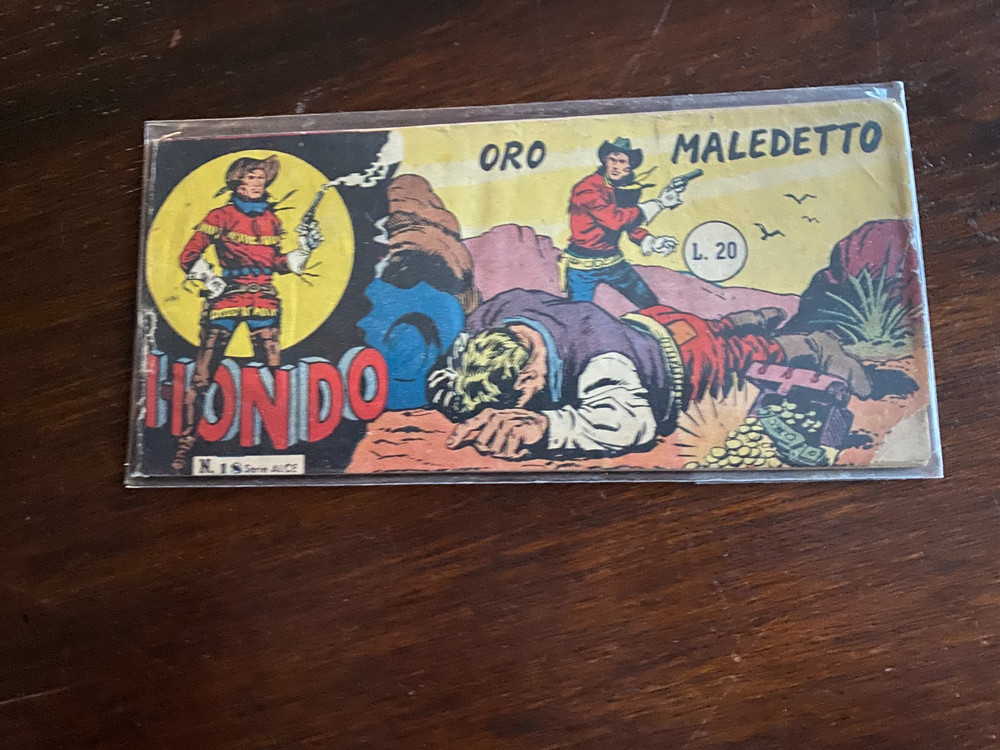 ORO MALEDETTO
L. 20
HONDO
N. 18 Serie ALCE